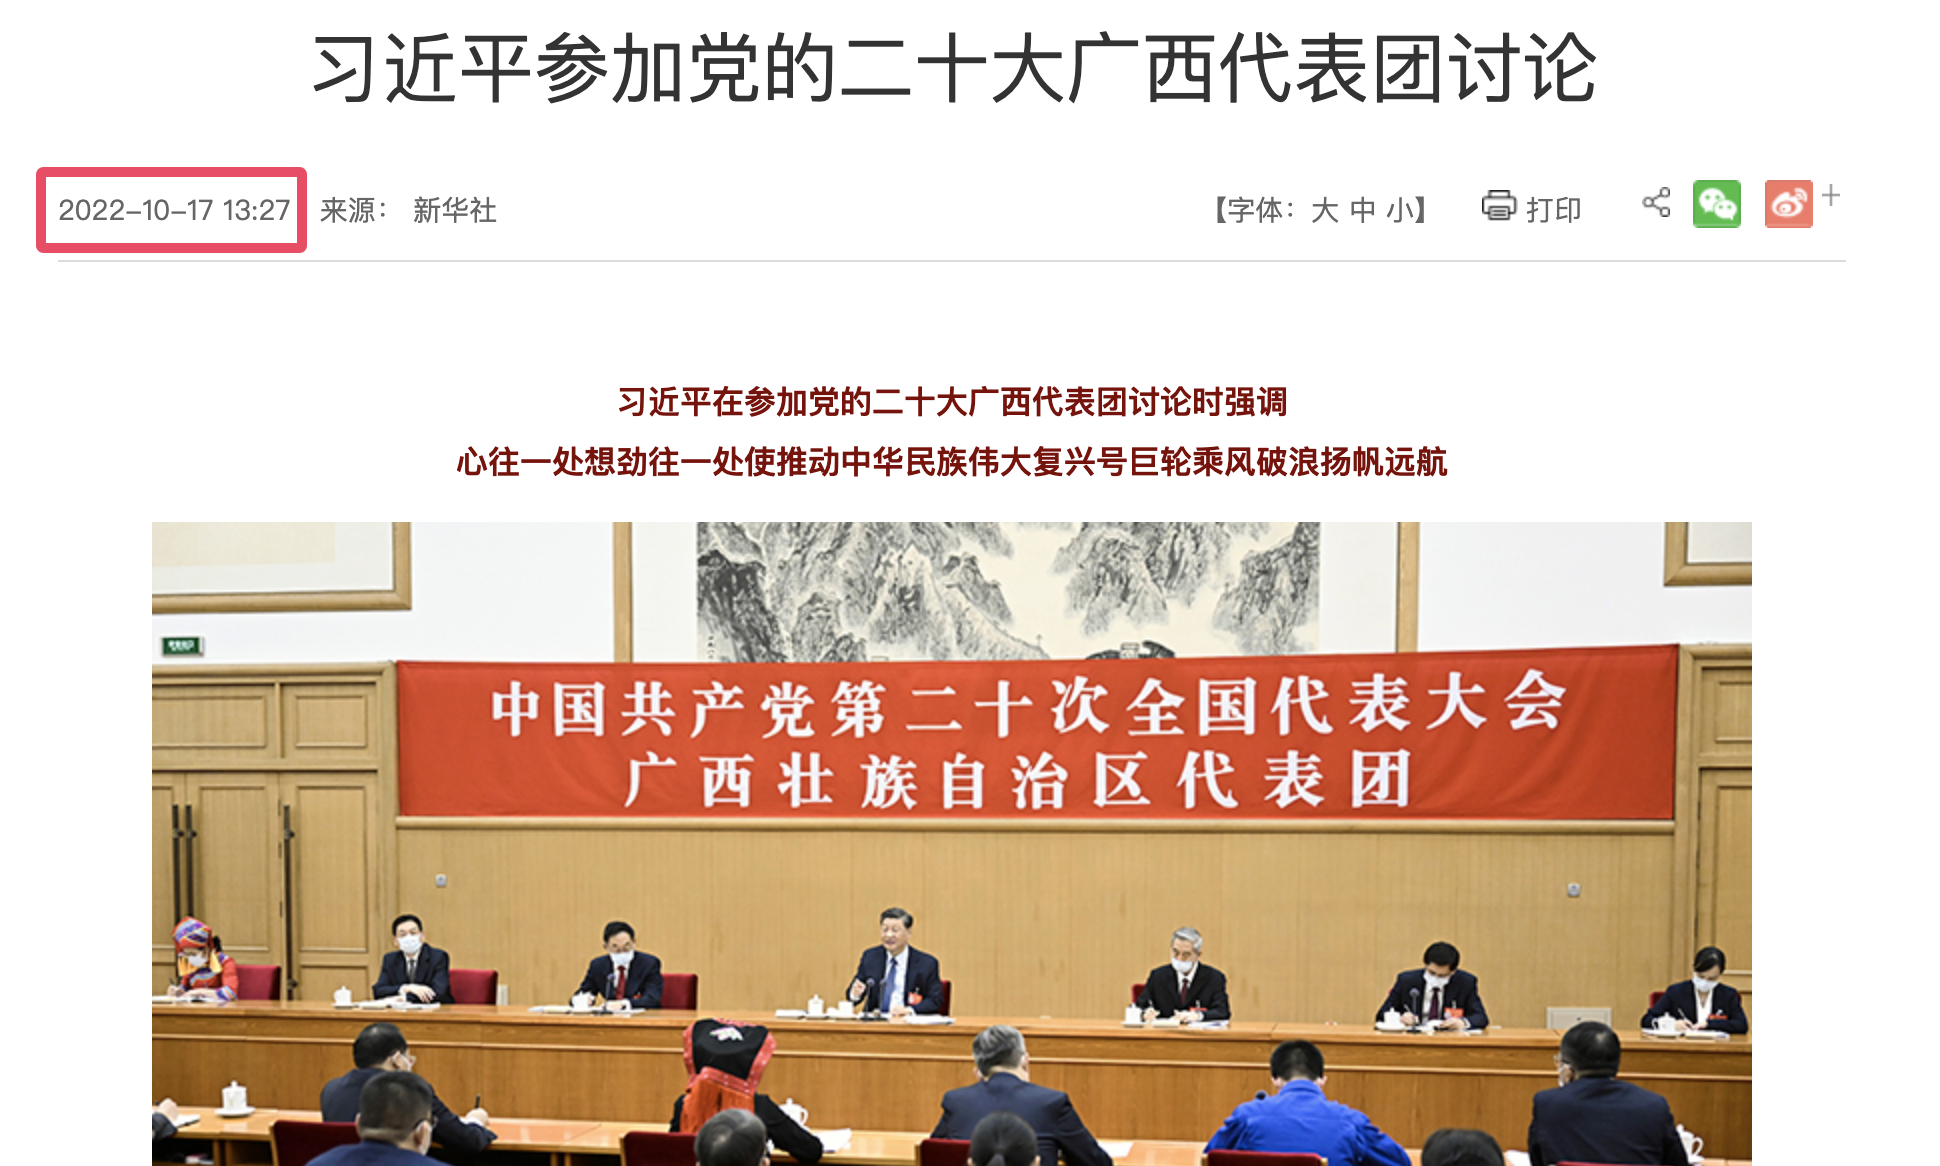 习近平参加党的二十大广西代表团讨论
2022-10-17 13:27 来源： 新华社 【字体：大 中 小】 打印
习近平在参加党的二十大广西代表团讨论时强调
心往一处想劲往一处使推动中华民族伟大复兴号巨轮乘风破浪扬帆远航
中国共产党第二十次全国代表大会
广西壮族自治区代表团